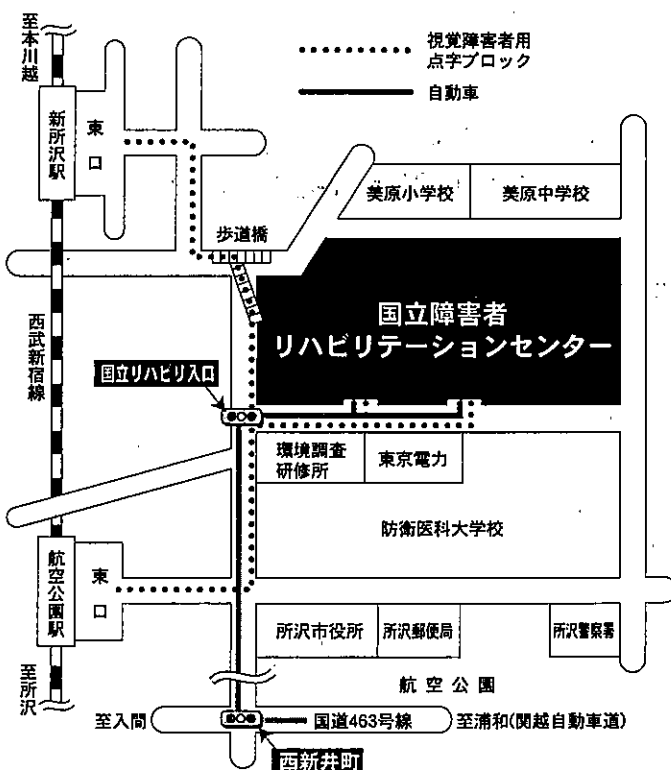 至本川越
視覚障害者用
点字ブロック
自動車
新所沢駅
東口
美原小学校
美原中学校
歩道橋
国立障害者
リハビリテーションセンター
西武新宿線
国立リハビリ入口
環境調査
研修所
東京電力
防衛医科大学校
航空公園駅
東口
所沢市役所
所沢郵便局
所沢警察署
至所沢
航空公園
至入間
国道463号線
至浦和(関越自動車道)
西新井町